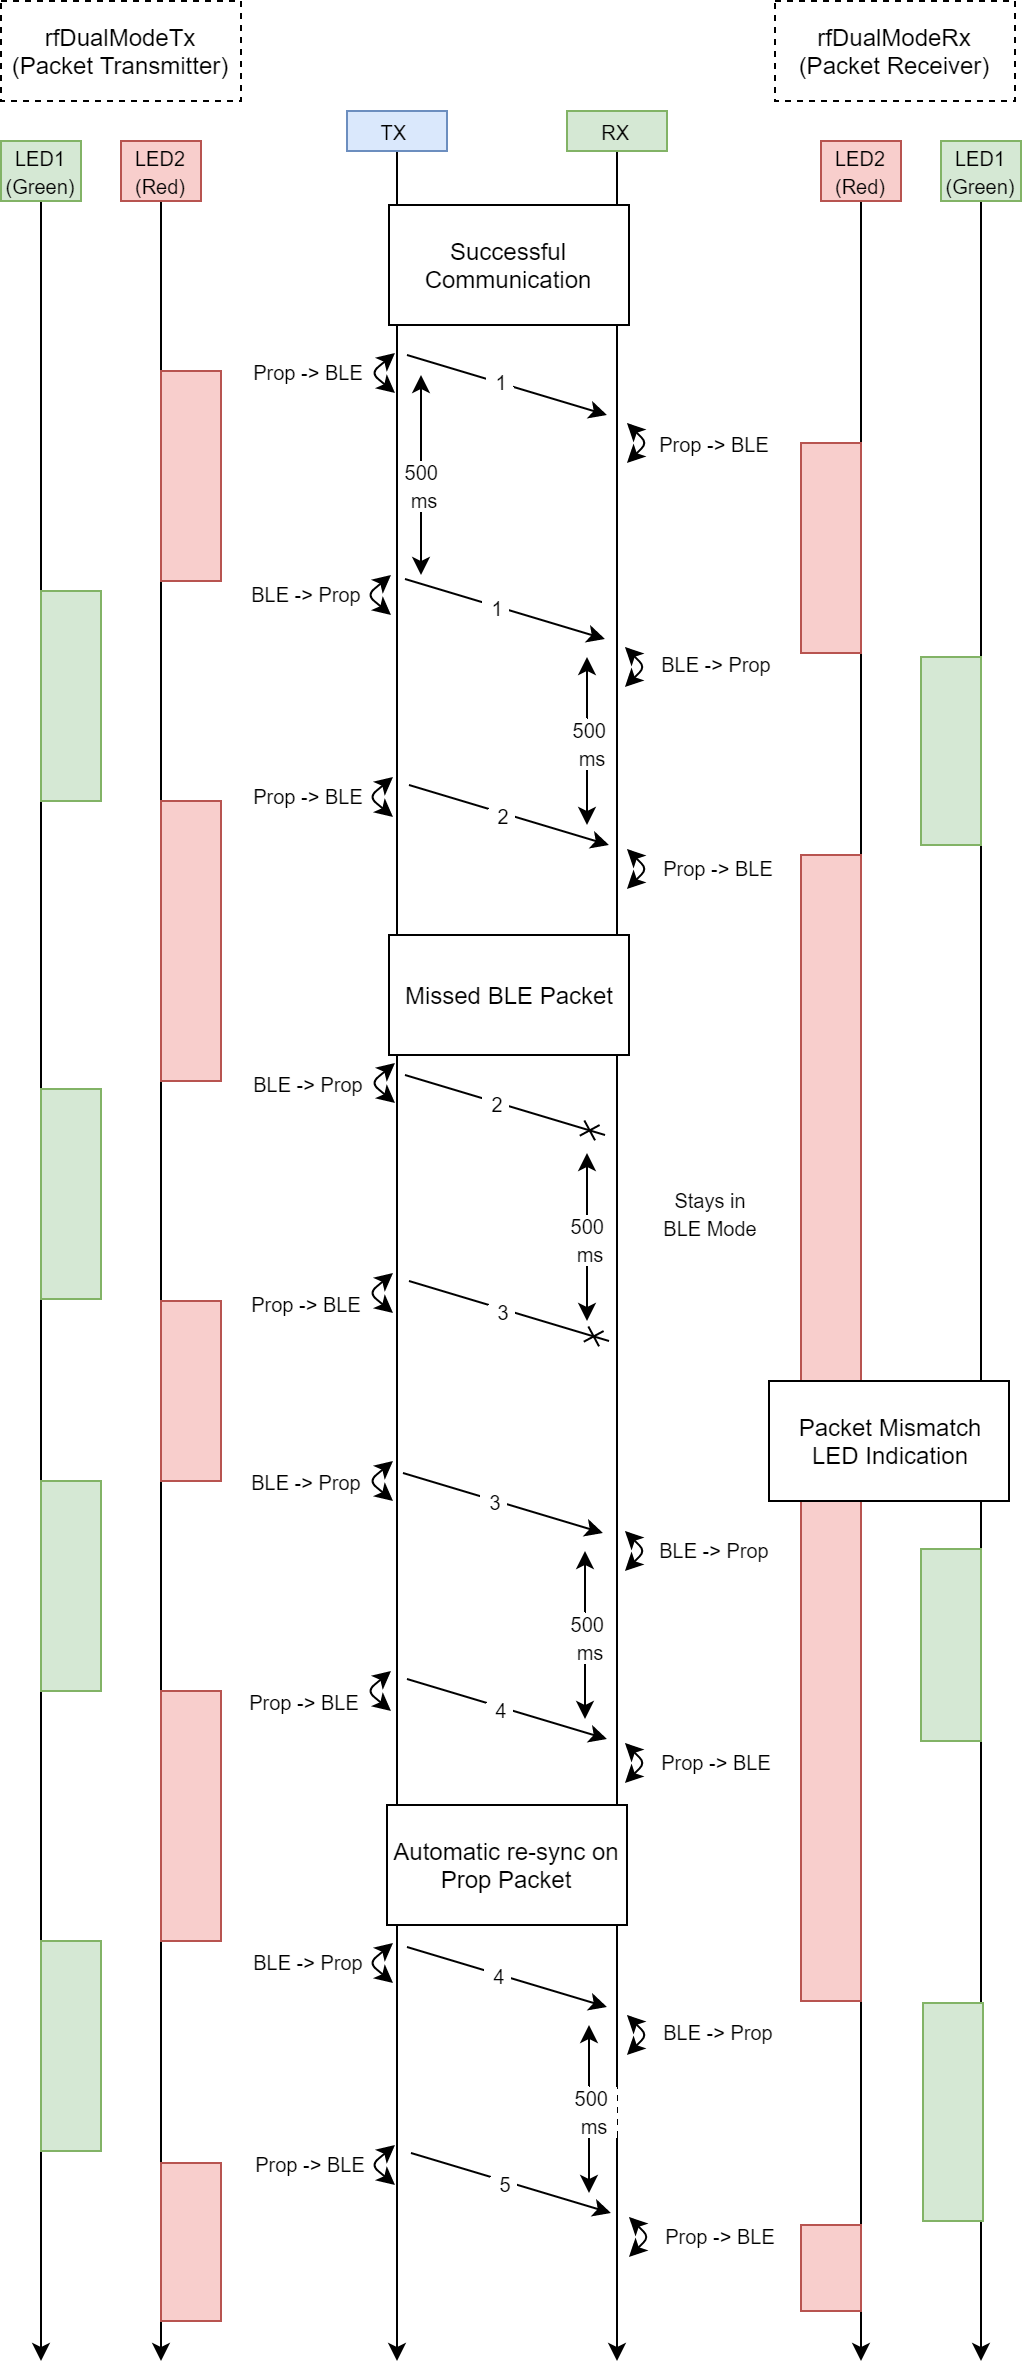 rfDualModeTx
(Packet Transmitter)
rfDualModeRx
(Packet Receiver)
TX
RX
LED1
(Green)
LED2
(Red)
LED2
(Red)
LED1
(Green)
Successful
Communication
Prop -> BLE
1
Prop -> BLE
500
ms
BLE -> Prop
1
BLE -> Prop
500
ms
Prop -> BLE
2
Prop -> BLE
Missed BLE Packet
BLE -> Prop
2
Stays in
BLE Mode
500
ms
Prop -> BLE
3
Packet Mismatch
LED Indication
BLE -> Prop
3
BLE -> Prop
500
ms
Prop -> BLE
4
Prop -> BLE
Automatic re-sync on
Prop Packet
BLE -> Prop
4
BLE -> Prop
500
ms
Prop -> BLE
5
Prop -> BLE